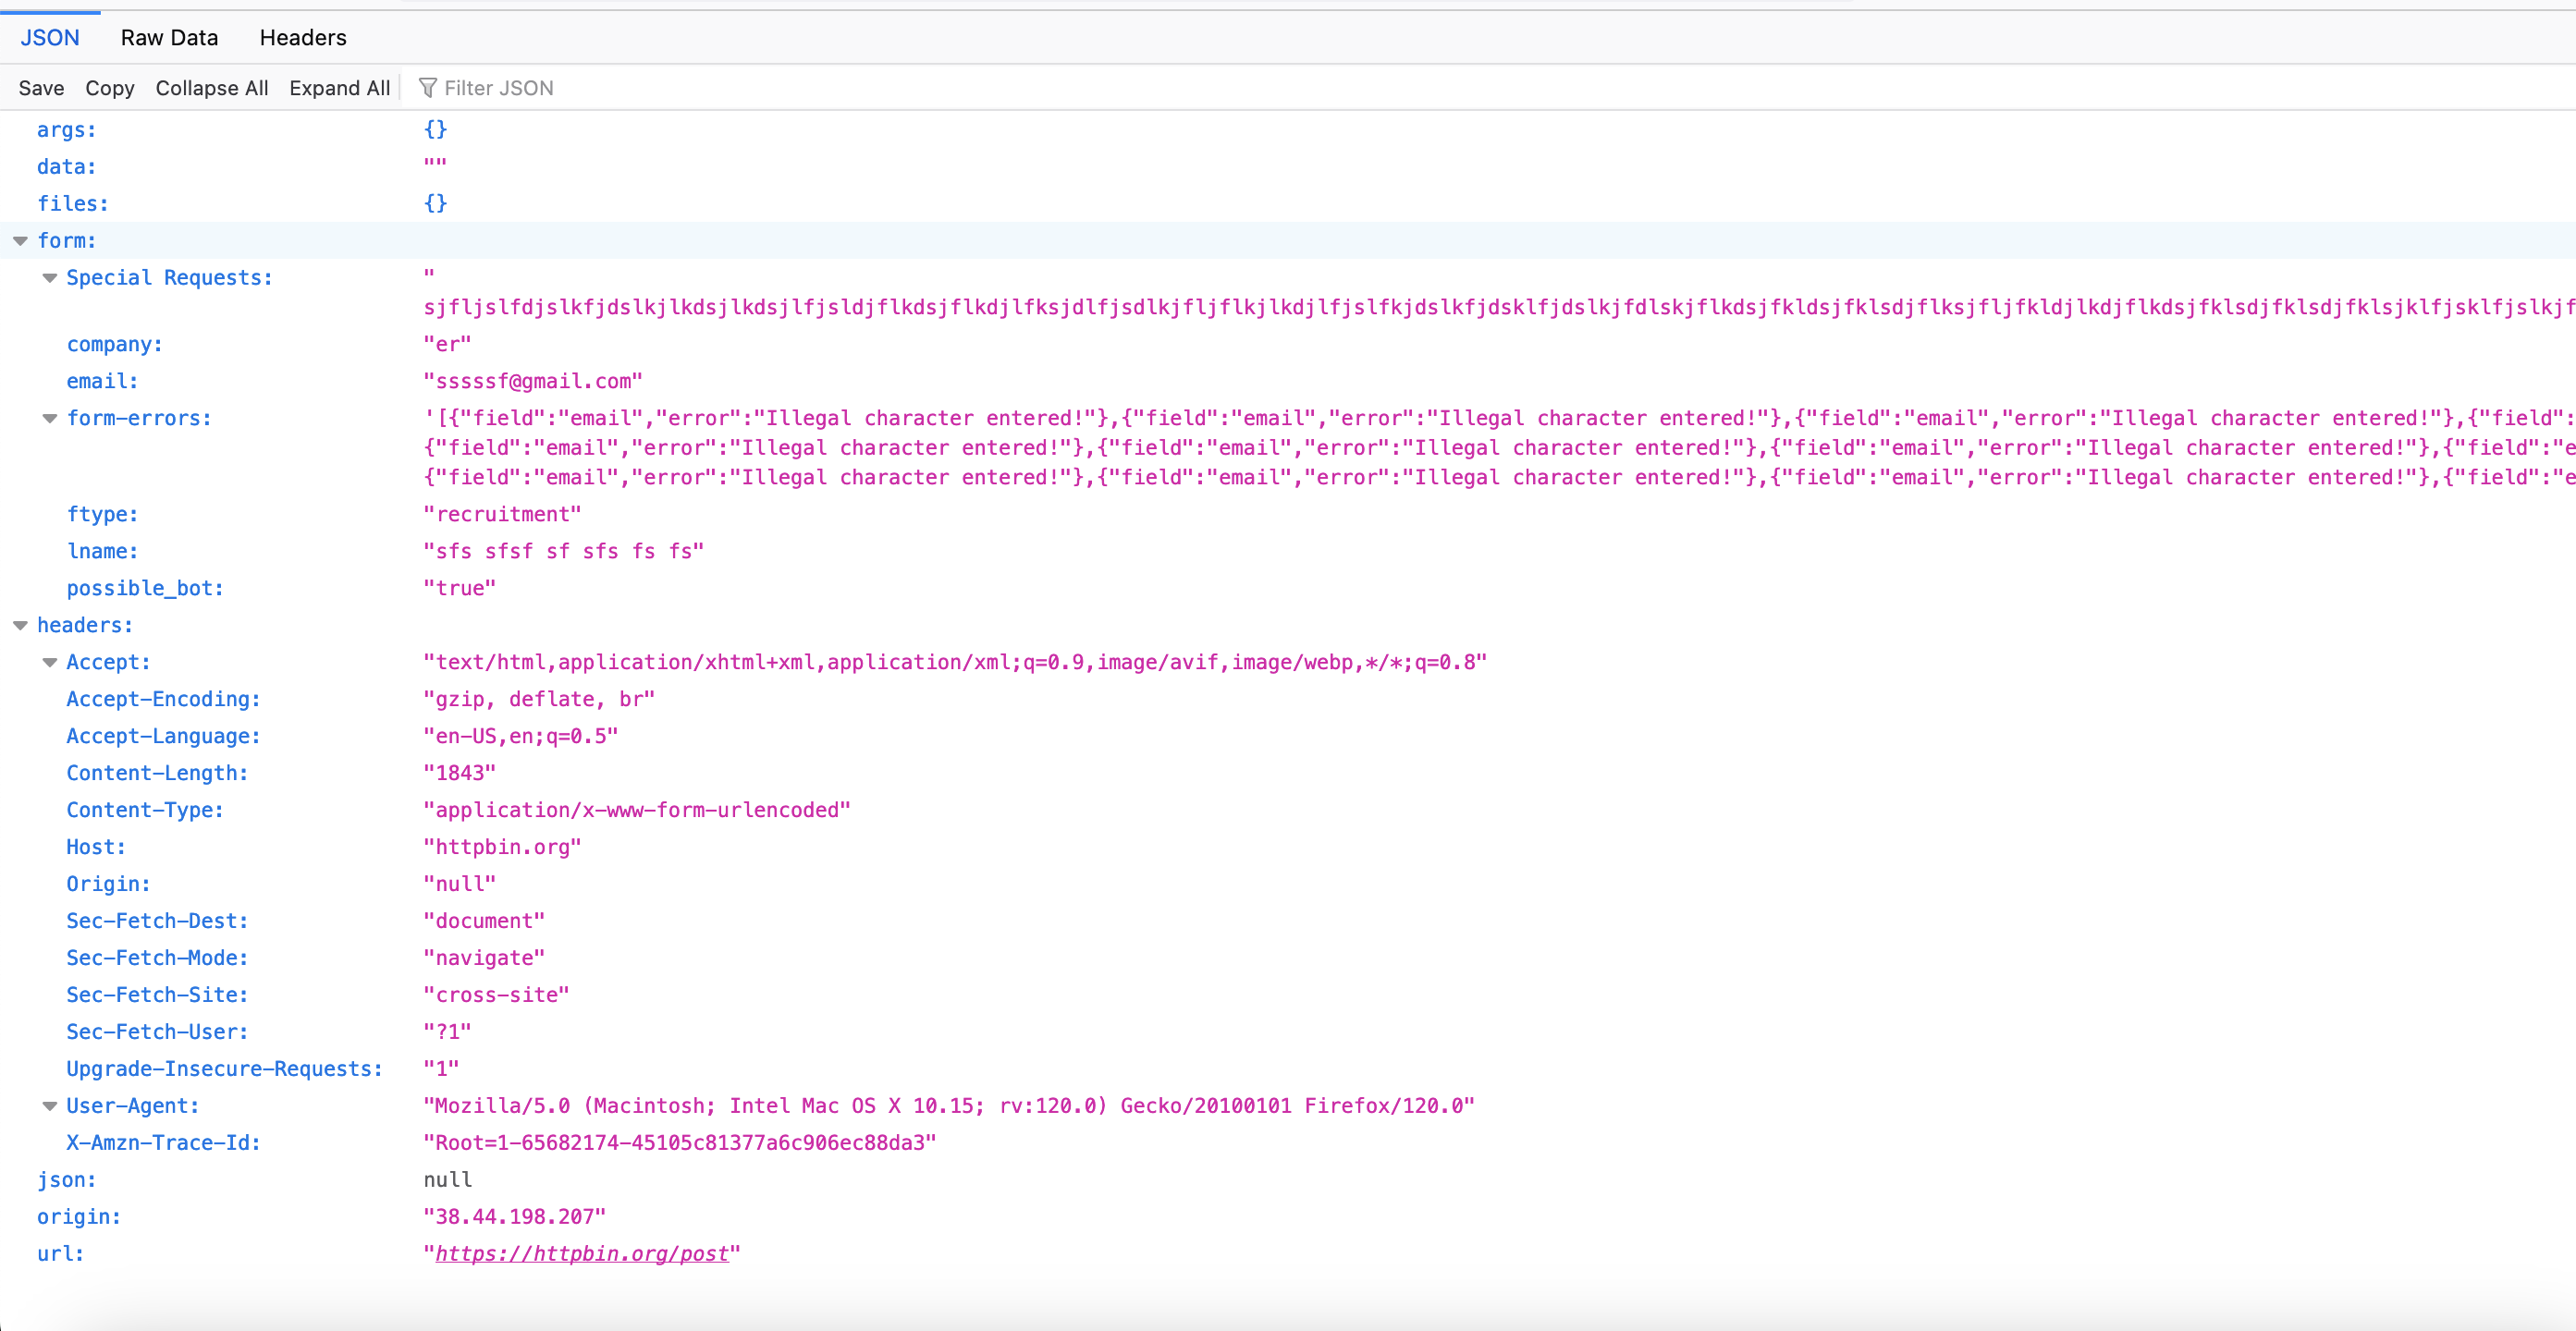 JSON Raw Data Headers
Save Copy Collapse All Expand All Filter JSON
args: {}
data: ""
files: {}
form:
Special Requests: "
company: "er"
email: "sssssf@gmail.com"
form-errors: '[{"field":"email","error":"Illegal character entered!"},{"field":"email","error":"Illegal character entered!"},{"field":"email","error":"Illegal character entered!"},{"field":
{"field":"email","error":"Illegal character entered!"},{"field":"email","error":"Illegal character entered!"},{"field":"email","error":"Illegal character entered!"},{"field":"e
{"field":"email","error":"Illegal character entered!"},{"field":"email","error":"Illegal character entered!"},{"field":"email","error":"Illegal character entered!"},{"field":"e
ftype: "recruitment"
lname: "sfs sfsf sf sfs fs fs"
possible_bot: "true"
headers:
Accept: "text/html,application/xhtml+xml,application/xml;q=0.9,image/avif,image/webp,*/*;q=0.8"
Accept-Encoding: "gzip, deflate, br"
Accept-Language: "en-US,en;q=0.5"
Content-Length: "1843"
Content-Type: "application/x-www-form-urlencoded"
Host: "httpbin.org"
Origin: "null"
Sec-Fetch-Dest: "document"
Sec-Fetch-Mode: "navigate"
Sec-Fetch-Site: "cross-site"
Sec-Fetch-User: "?1"
Upgrade-Insecure-Requests: "1"
User-Agent: "Mozilla/5.0 (Macintosh; Intel Mac OS X 10.15; rv:120.0) Gecko/20100101 Firefox/120.0"
X-Amzn-Trace-Id: "Root=1-65682174-45105c81377a6c906ec88da3"
json: null
origin: "38.44.198.207"
url: "https://httpbin.org/post"